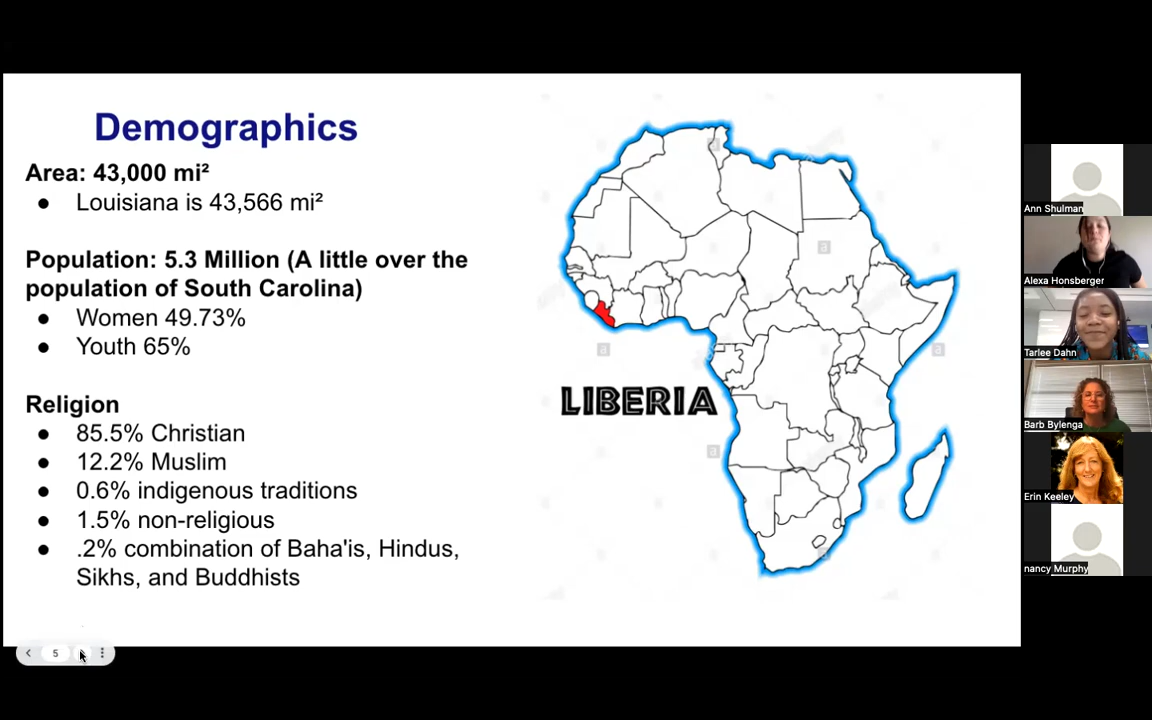 Demographics
Area: 43,000 mi²
● Louisiana is 43,566 mi²
Population: 5.3 Million (A little over the
population of South Carolina)
● Women 49.73%
● Youth 65%
Religion
● 85.5% Christian
● 12.2% Muslim
● 0.6% indigenous traditions
● 1.5% non-religious
● .2% combination of Baha'is, Hindus,
Sikhs, and Buddhists
LIBERIA
a
a
a
a
a
a
a
5
Ann Shulman
Alexa Honsberger
Tarlee Dahn
Barb Bylenga
Erin Keeley
nancy Murphy